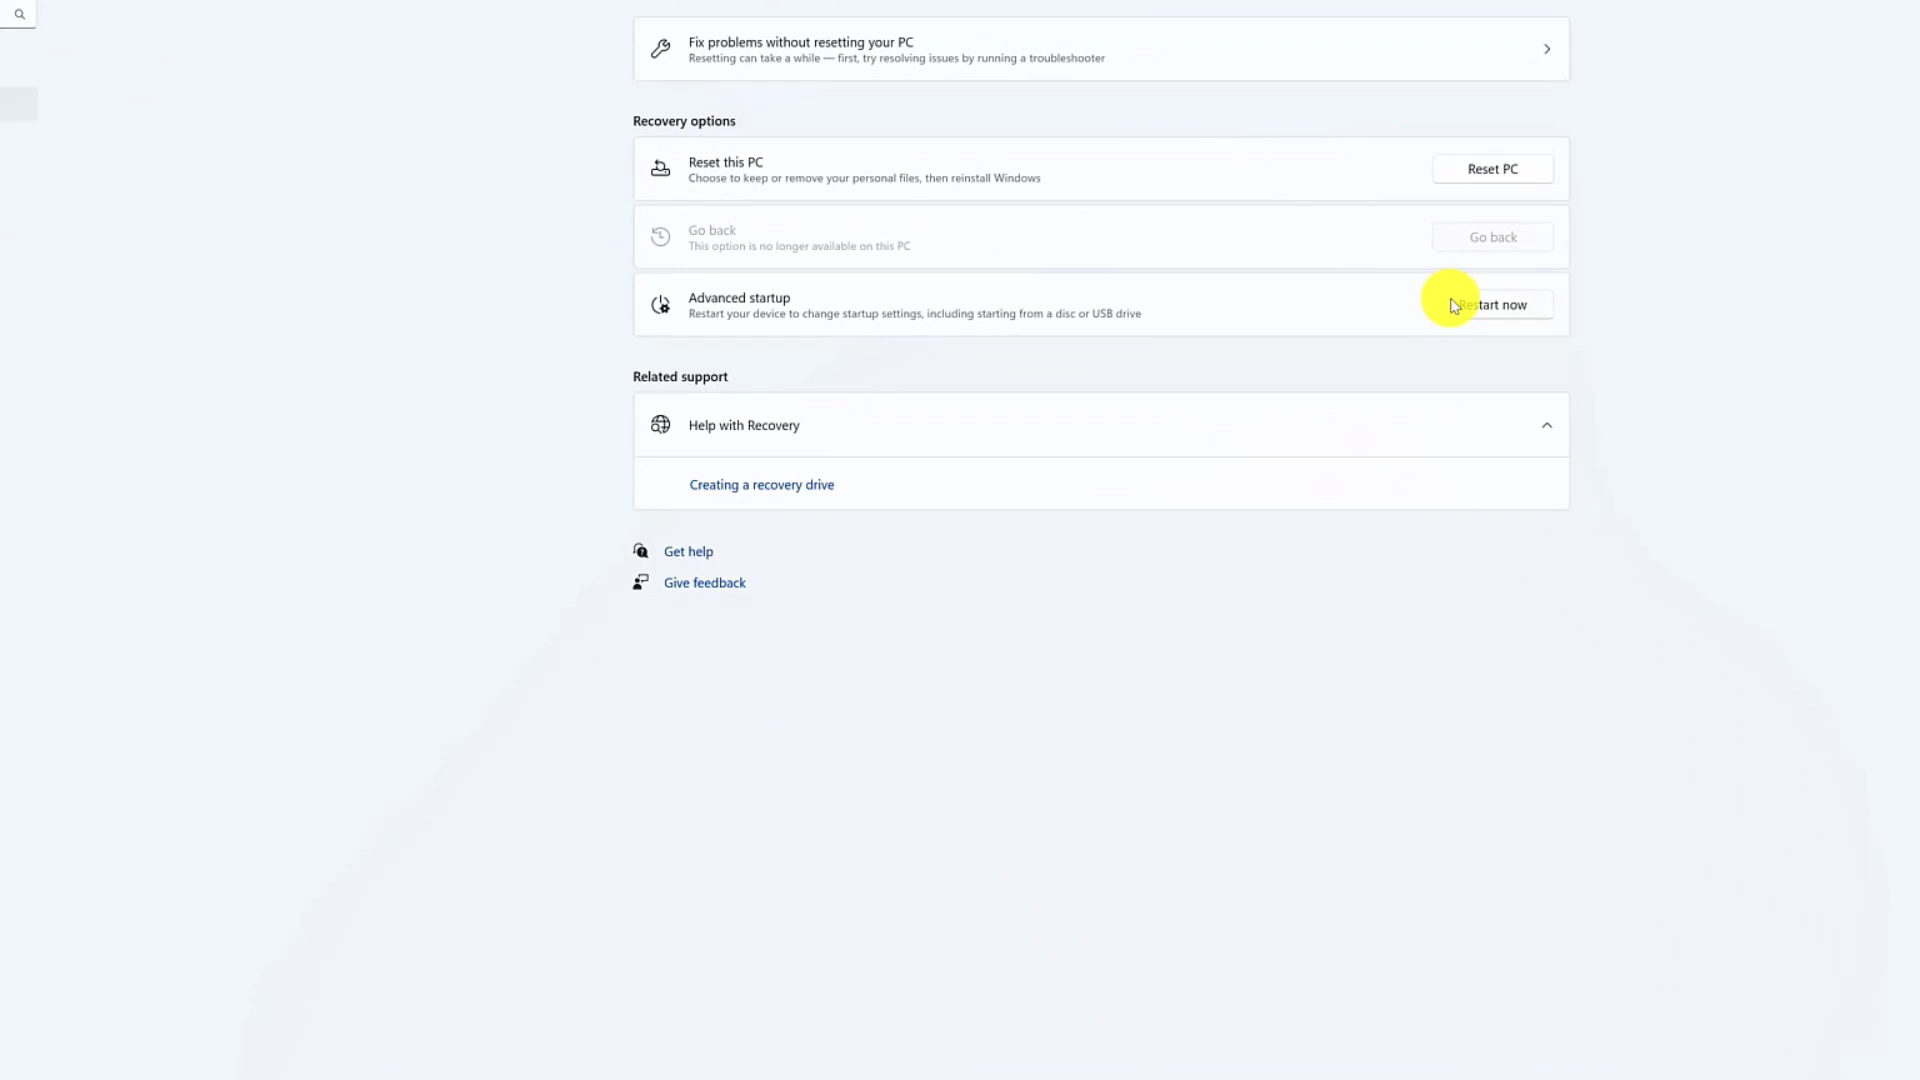 Fix problems without resetting your PC
Resetting can take a while — first, try resolving issues by running a troubleshooter
Recovery options
Reset this PC
Choose to keep or remove your personal files, then reinstall Windows
Reset PC
Go back
This option is no longer available on this PC
Go back
Advanced startup
Restart your device to change startup settings, including starting from a disc or USB drive
Restart now
Related support
Help with Recovery
Creating a recovery drive
Get help
Give feedback